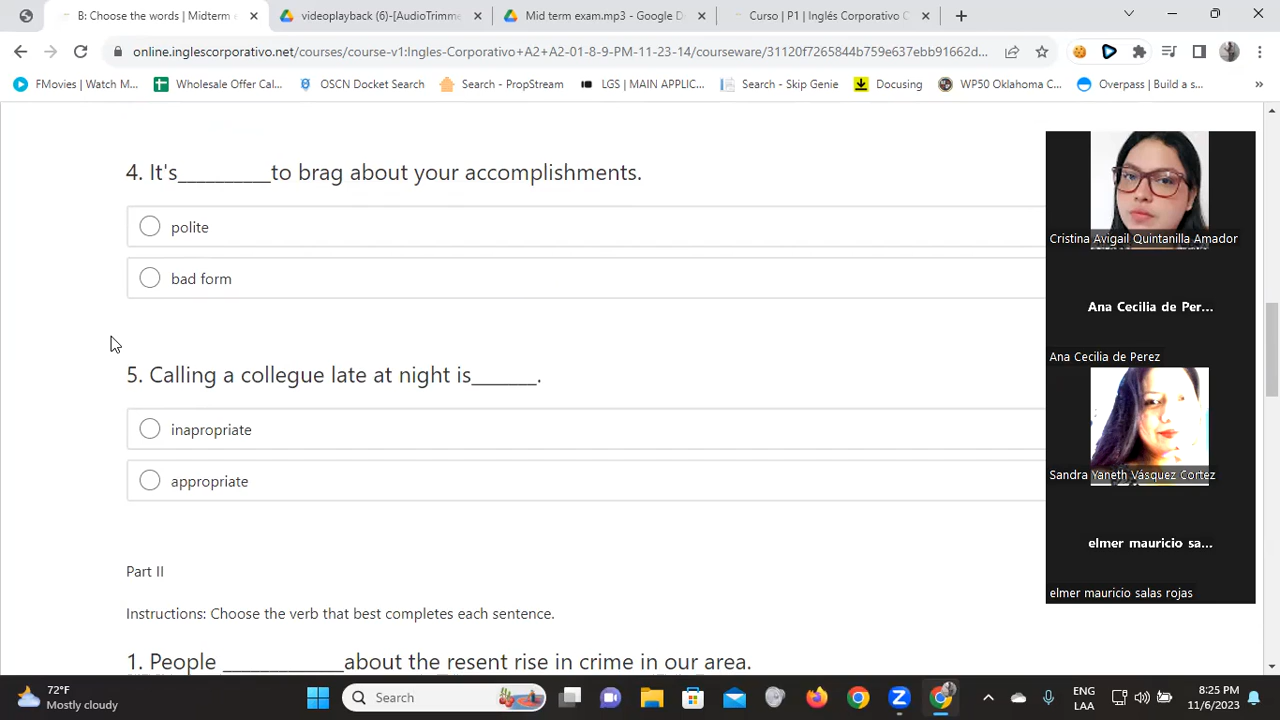 B: Choose the words | Midterm
videoplayback (6)-[AudioTrimme
Mid term exam.mp3 - Google D
Curso | P1 | Inglés Corporativo C
online.inglescorporativo.net/courses/course-v1:Ingles-Corporativo+A2+A2-01-8-9-PM-11-23-14/courseware/31120f7265844b759e637ebb91662d...
FMovies | Watch M...
Wholesale Offer Cal...
OSCN Docket Search
Search - PropStream
LGS | MAIN APPLIC...
Search - Skip Genie
Docusing
WP50 Oklahoma C...
Overpass | Build a s...
4. It's__________to brag about your accomplishments.
polite
bad form
5. Calling a collegue late at night is_______.
inapropriate
appropriate
Part II
Instructions: Choose the verb that best completes each sentence.
1. People _____________about the resent rise in crime in our area.
Cristina Avigail Quintanilla Amador
Ana Cecilia de Per...
Ana Cecilia de Perez
Sandra Yaneth Vásquez Cortez
elmer mauricio sa...
elmer mauricio salas rojas
72°F
Mostly cloudy
Search
ENG
LAA
8:25 PM
11/6/2023